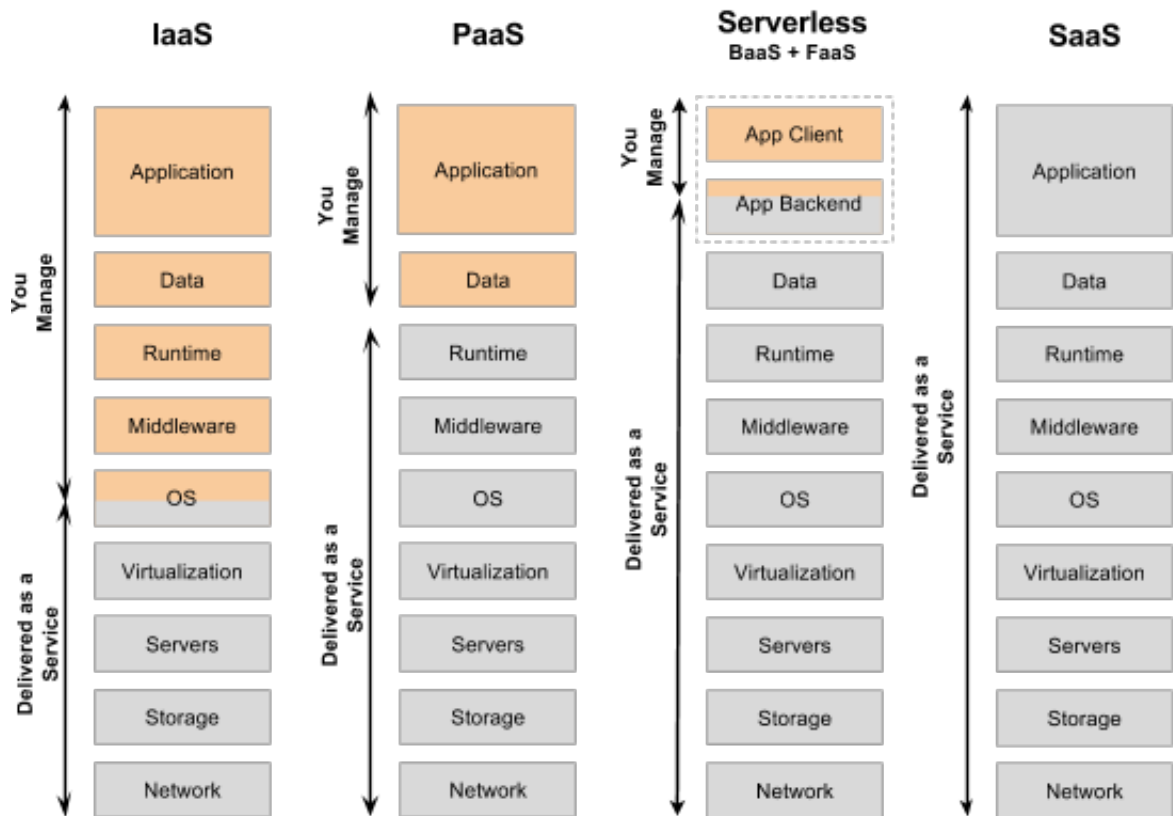 IaaS
PaaS
Serverless
BaaS + FaaS
SaaS
You
Manage
Delivered as a
Service
Application
Data
Runtime
Middleware
OS
Virtualization
Servers
Storage
Network
You
Manage
Delivered as a
Service
Application
Data
Runtime
Middleware
OS
Virtualization
Servers
Storage
Network
You
Manage
Delivered as a
Service
App Client
App Backend
Data
Runtime
Middleware
OS
Virtualization
Servers
Storage
Network
Delivered as a
Service
Application
Data
Runtime
Middleware
OS
Virtualization
Servers
Storage
Network